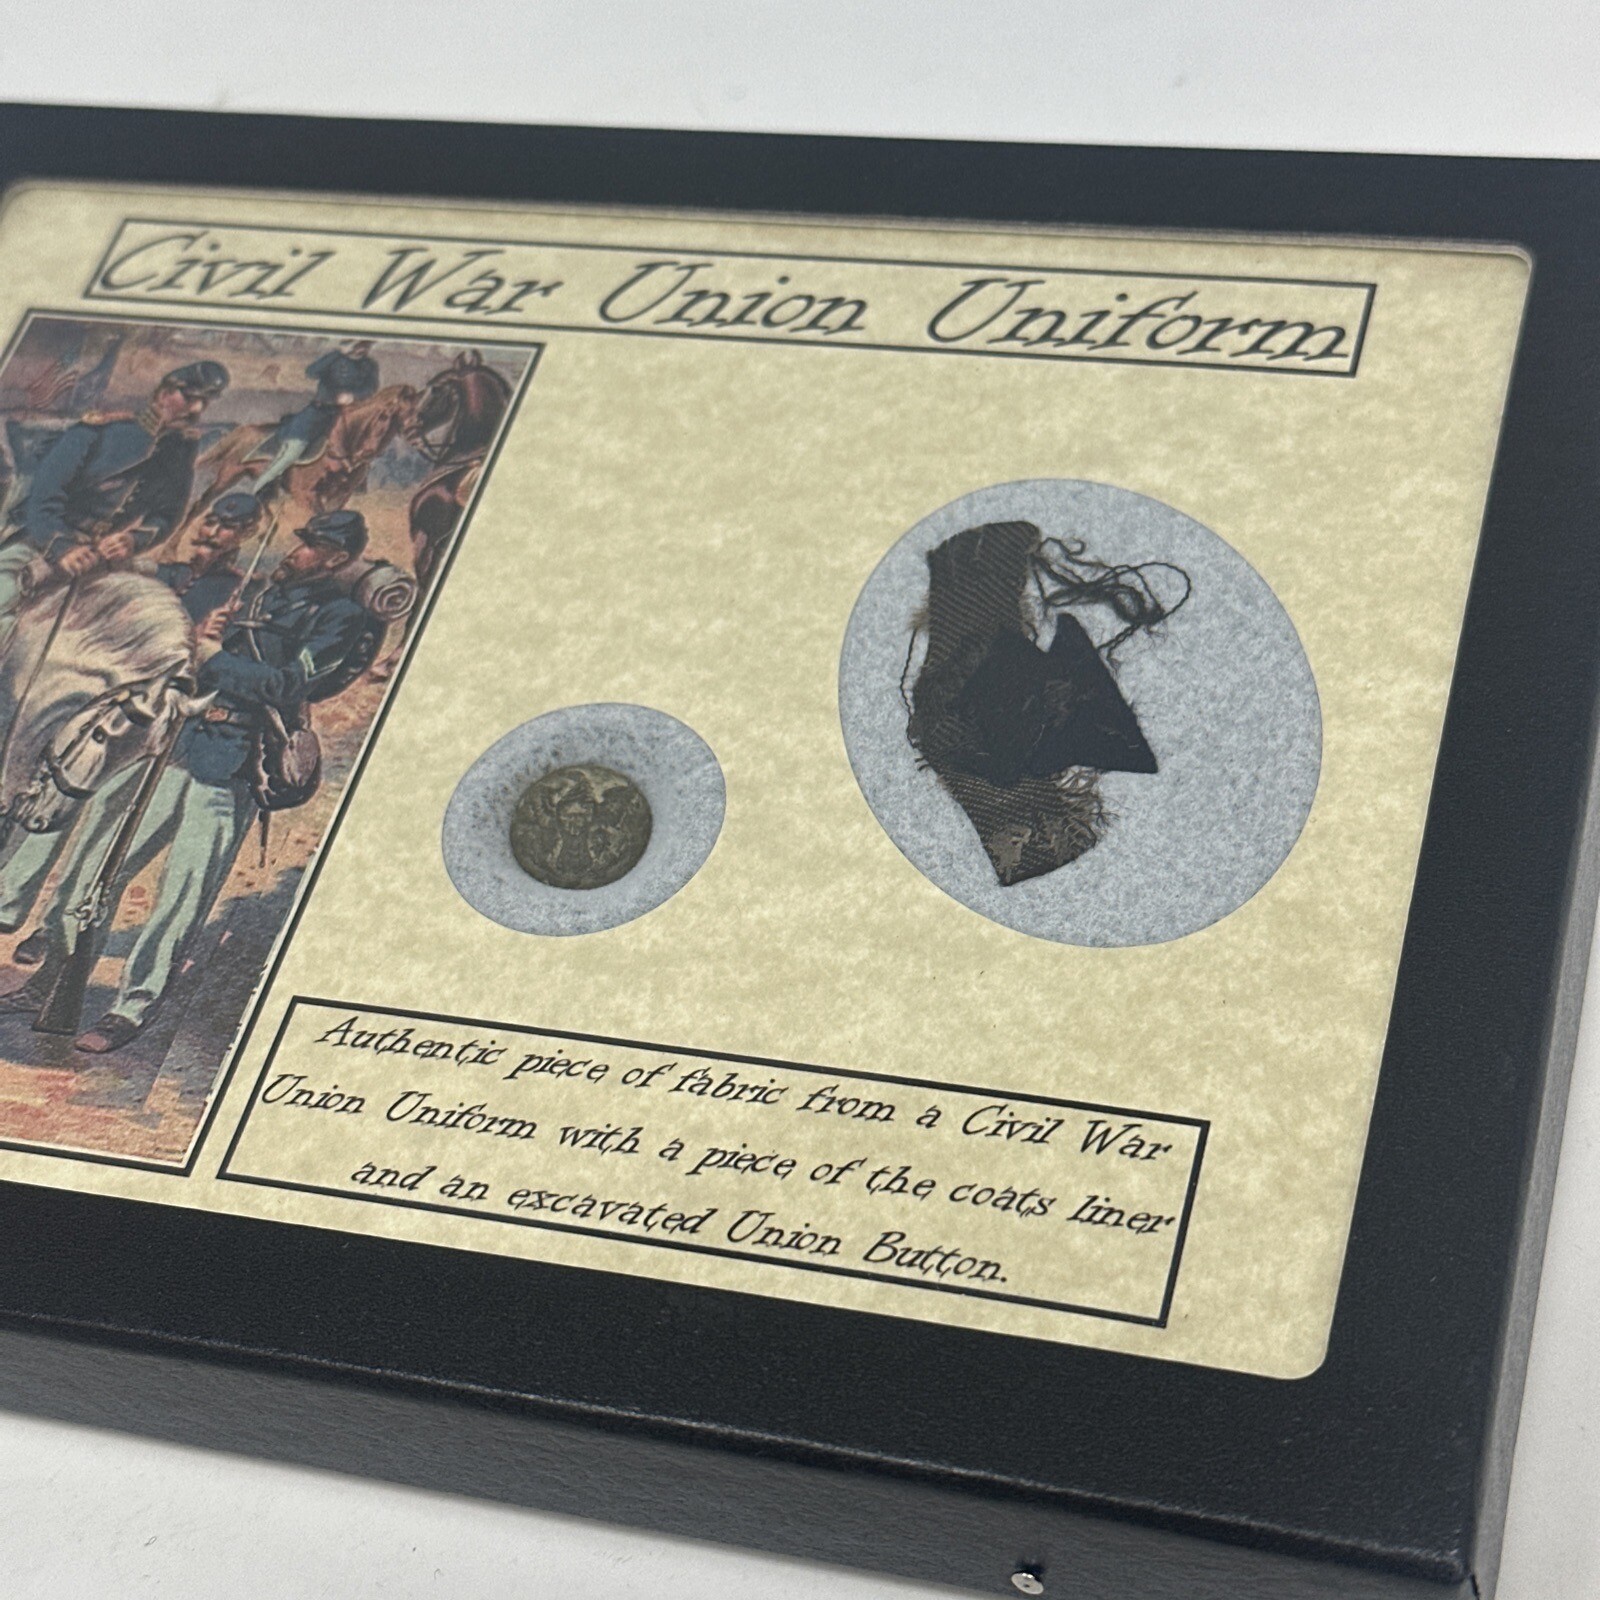 Civil War Union Uniform
Authentic piece of fabric from a Civil War
Union Uniform with a piece of the coats liner
and an excavated Union Button.